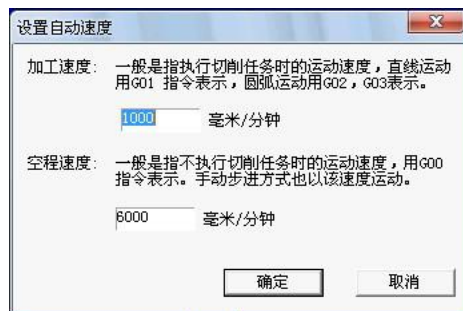 设置自动速度
加工速度: 一般是指执行切削任务时的运动速度，直线运动
用G01 指令表示，圆弧运动用G02，G03表示。
1000 毫米/分钟
空程速度: 一般是指不执行切削任务时的运动速度，用G00
指令表示。手动步进方式也以该速度运动。
6000 毫米/分钟
确定 取消